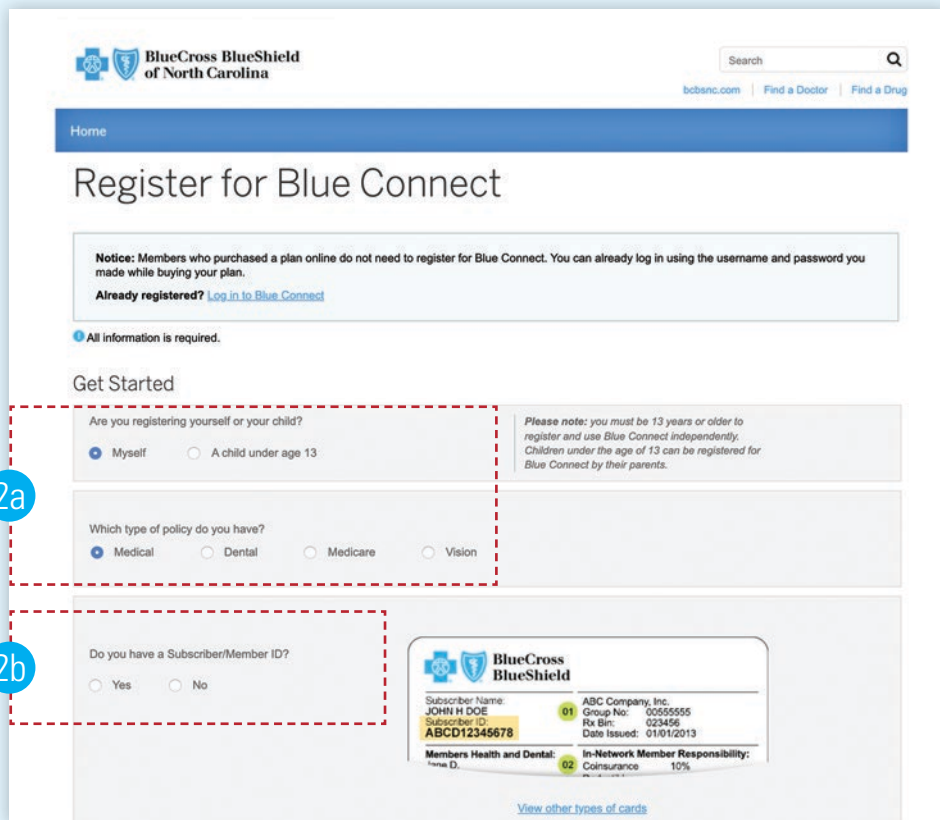 BlueCross BlueShield
of North Carolina
Search
bcbsnc.com | Find a Doctor | Find a Drug
Home
Register for Blue Connect
Notice: Members who purchased a plan online do not need to register for Blue Connect. You can already log in using the username and password you
made while buying your plan.
Already registered? Log in to Blue Connect
All information is required.
Get Started
Are you registering yourself or your child?
Myself A child under age 13
Please note: you must be 13 years or older to
register and use Blue Connect independently.
Children under the age of 13 can be registered for
Blue Connect by their parents.
2a
Which type of policy do you have?
Medical Dental Medicare Vision
2b
Do you have a Subscriber/Member ID?
Yes No
BlueCross
BlueShield
Subscriber Name:
JOHN H DOE
Subscriber ID:
ABCD12345678
01
ABC Company, Inc.
Group No: 00555555
Rx Bin: 023456
Date Issued: 01/01/2013
Members Health and Dental:
D.
02
In-Network Member Responsibility:
Coinsurance 10%
View other types of cards